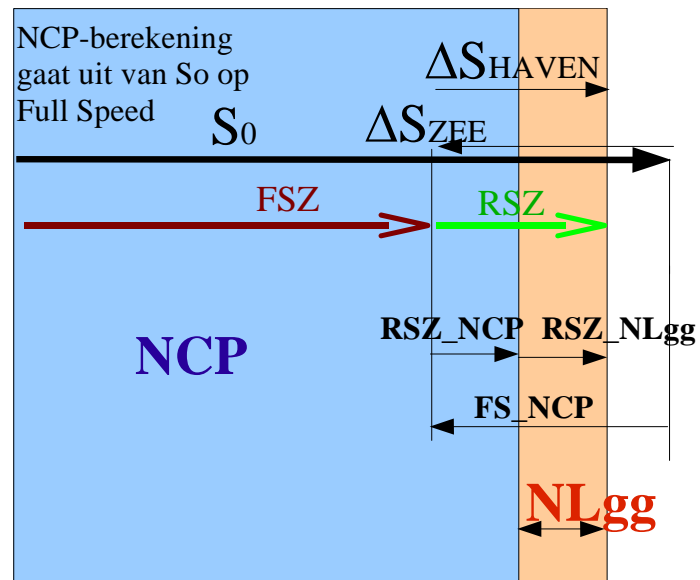 NCP-berekening
gaat uit van So op
Full Speed
ΔSHAVEN
S0
ΔSZEE
FSZ
RSZ
RSZ_NCP
RSZ_NLgg
NCP
FS_NCP
NLgg